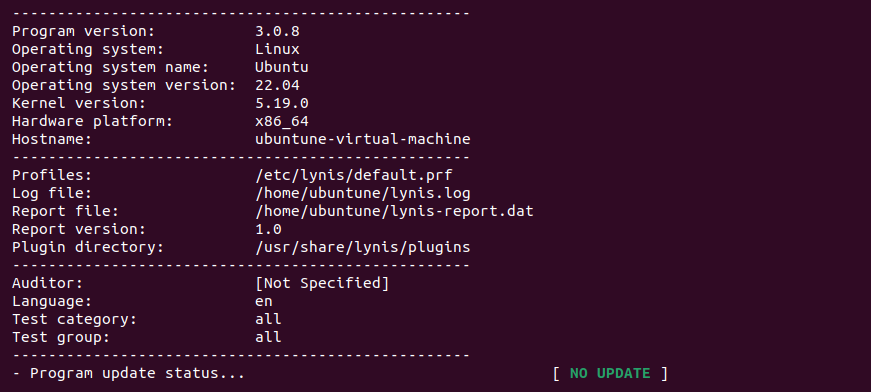 ---------------------------------------------------
Program version:           3.0.8
Operating system:          Linux
Operating system name:     Ubuntu
Operating system version:  22.04
Kernel version:            5.19.0
Hardware platform:         x86_64
Hostname:                  ubuntune-virtual-machine
---------------------------------------------------
Profiles:                  /etc/lynis/default.prf
Log file:                  /home/ubuntune/lynis.log
Report file:               /home/ubuntune/lynis-report.dat
Report version:            1.0
Plugin directory:          /usr/share/lynis/plugins
---------------------------------------------------
Auditor:                   [Not Specified]
Language:                  en
Test category:             all
Test group:                all
---------------------------------------------------
- Program update status...                                  [ NO UPDATE ]